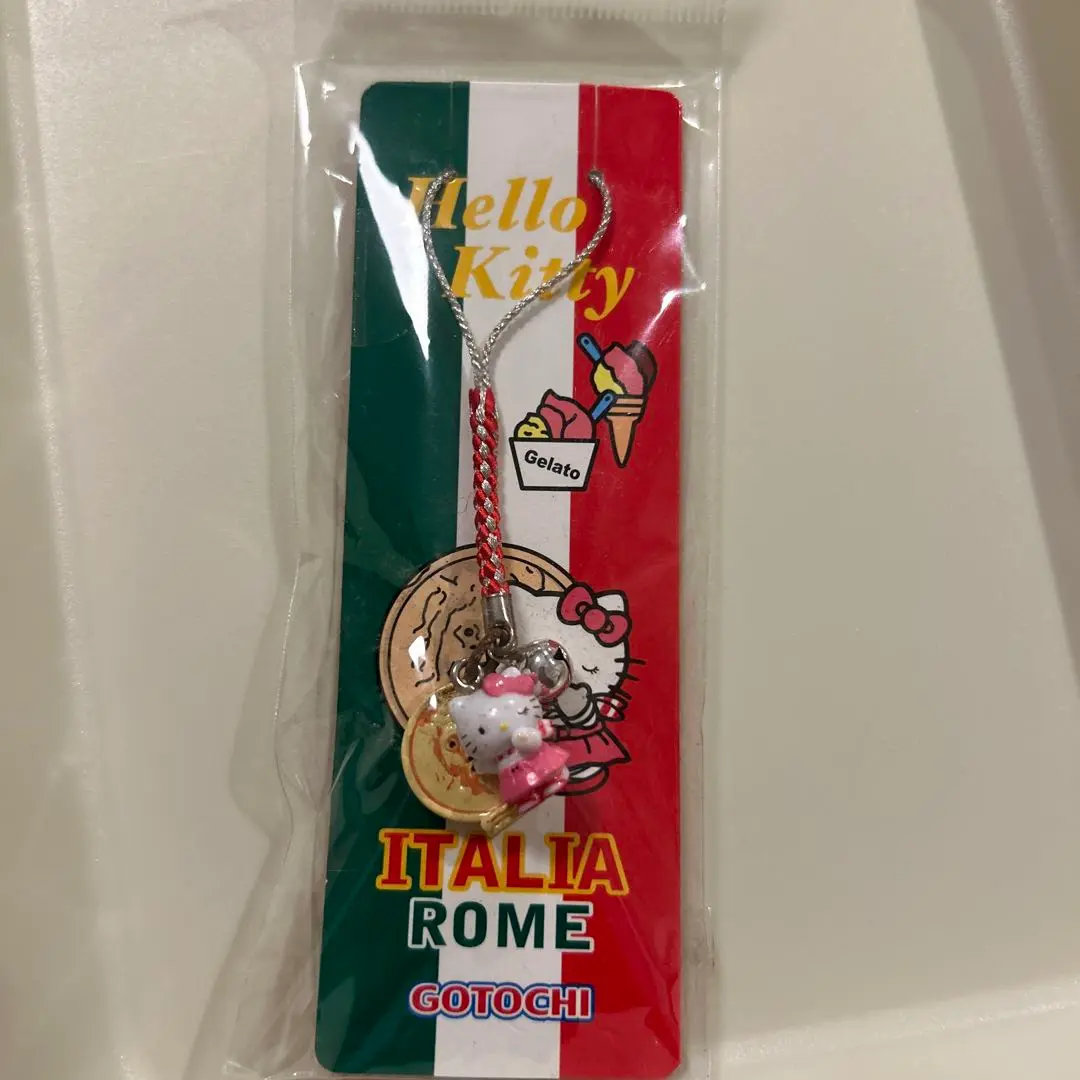 Hello
Kitty
Gelato
ITALIA
ROME
GOTOCHI